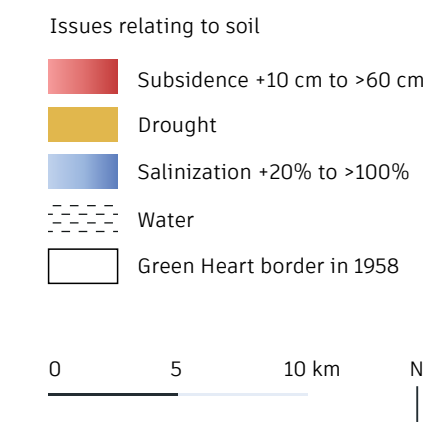 Issues relating to soil
Subsidence +10 cm to >60 cm
Drought
Salinization +20% to >100%
Water
Green Heart border in 1958
0 5 10 km N